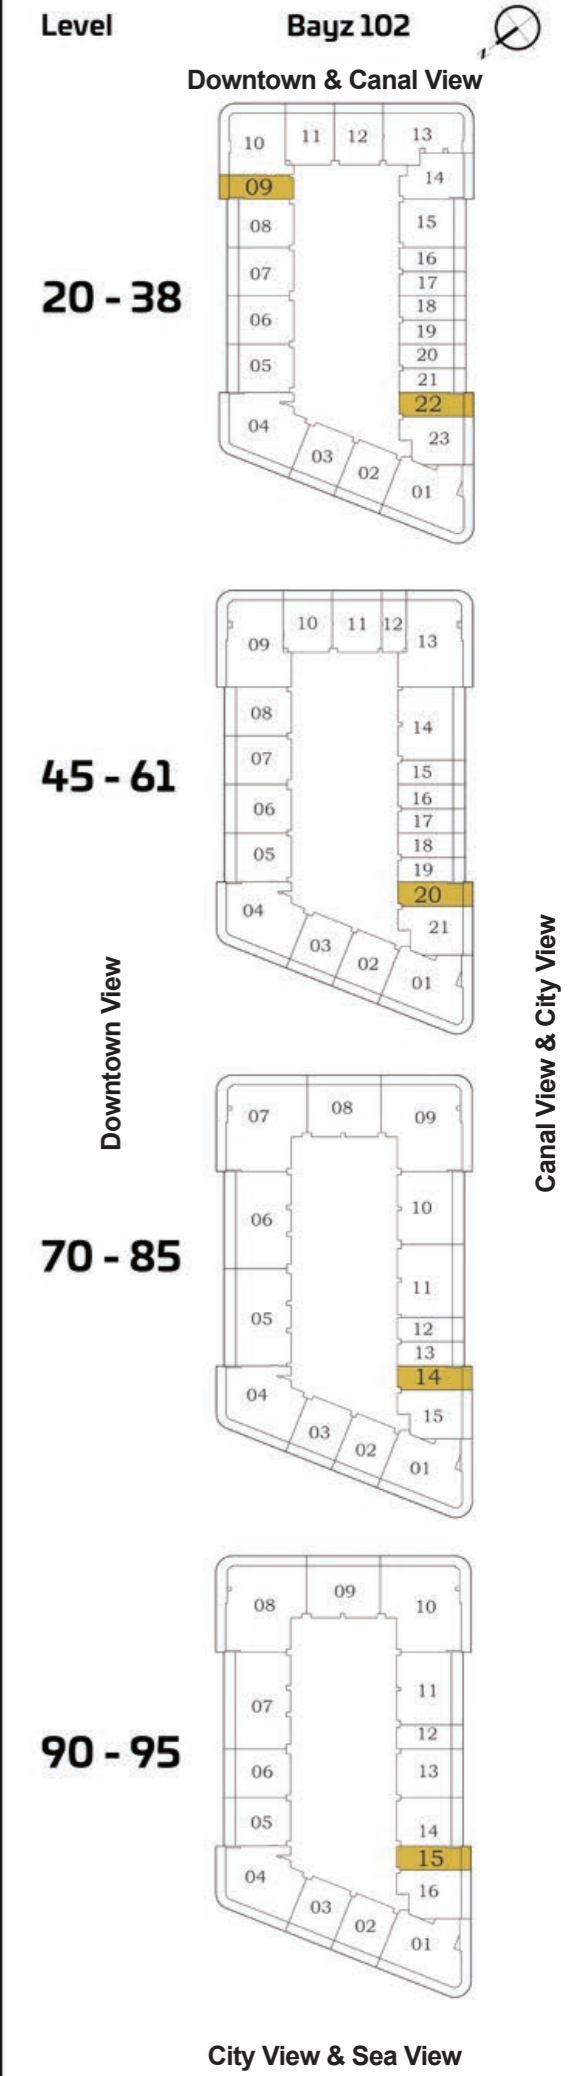 Level Bayz 102
N
Downtown & Canal View
10 11 12 13
14
09
08 15
16
07 17
18
06 19
20
05 21
22
04 23
03 02 01
20 - 38
10 11 12
09 13
08 14
07 15
16
06 17
18
05 19
20
04 21
03 02 01
45 - 61
Downtown View
Canal View & City View
07 08 09
06 10
11
05 12
13
14
04 15
03 02 01
70 - 85
08 09 10
07 11
12
06 13
05 14
15
04 16
03 02 01
90 - 95
City View & Sea View